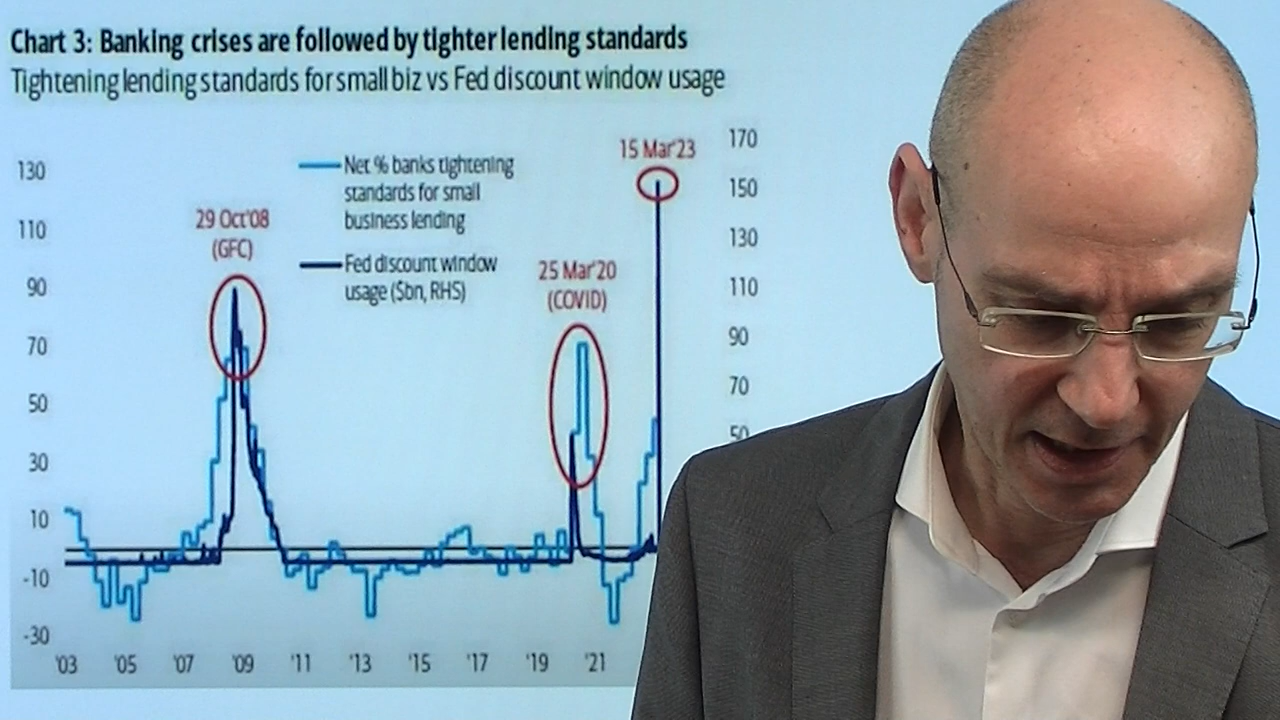 Chart 3: Banking crises are followed by tighter lending standards
Tightening lending standards for small biz vs Fed discount window usage
130
110
90
70
50
30
10
-10
-30
29 Oct'08
(GFC)
Net % banks tightening
standards for small
business lending
Fed discount window
usage ($bn, RHS)
25 Mar'20
(COVID)
15 Mar'23
170
150
130
110
90
70
50
'03 '05 '07 '09 '11 '13 '15 '17 '19 '21